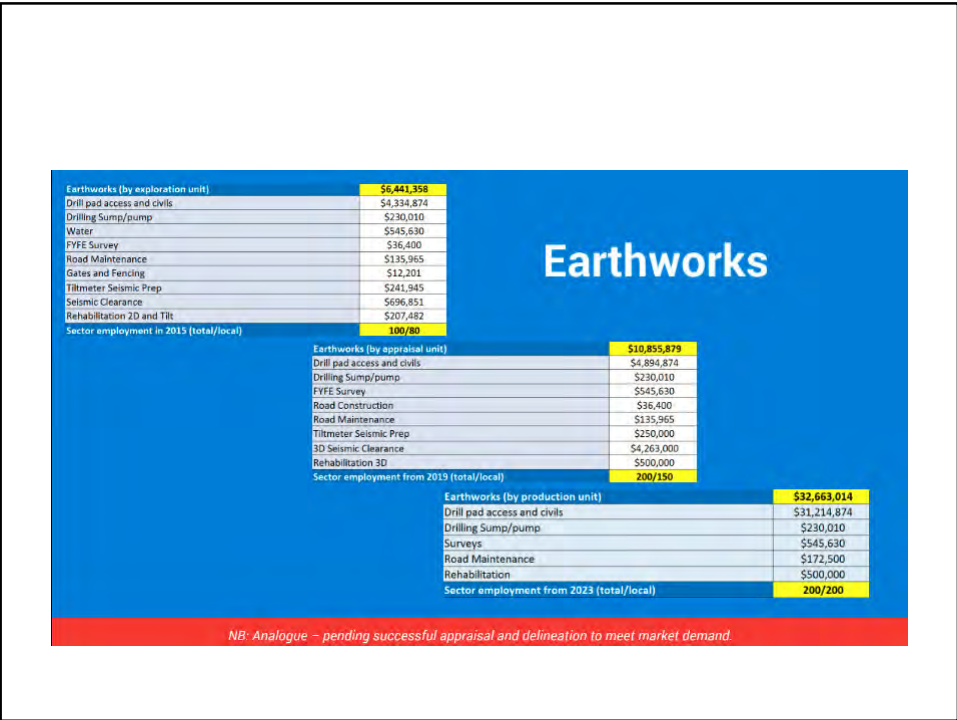 Earthworks (by exploration unit) $6,441,358
Drill pad access and civils $4,334,874
Drilling Sump/pump $230,010
Water $545,630
FYFE Survey $36,400
Road Maintenance $135,965
Gates and Fencing $12,201
Tiltmeter Seismic Prep $241,945
Seismic Clearance $696,851
Rehabilitation 2D and Tilt $207,482
Sector employment in 2015 (total/local) 100/80
Earthworks
Earthworks (by appraisal unit) $10,855,879
Drill pad access and civils $4,894,874
Drilling Sump/pump $230,010
FYFE Survey $545,630
Road Construction $36,400
Road Maintenance $135,965
Tiltmeter Seismic Prep $250,000
3D Seismic Clearance $4,263,000
Rehabilitation 3D $500,000
Sector employment from 2019 (total/local) 200/150
Earthworks (by production unit) $32,663,014
Drill pad access and civils $31,214,874
Drilling Sump/pump $230,010
Surveys $545,630
Road Maintenance $172,500
Rehabilitation $500,000
Sector employment from 2023 (total/local) 200/200
NB: Analogue – pending successful appraisal and delineation to meet market demand.